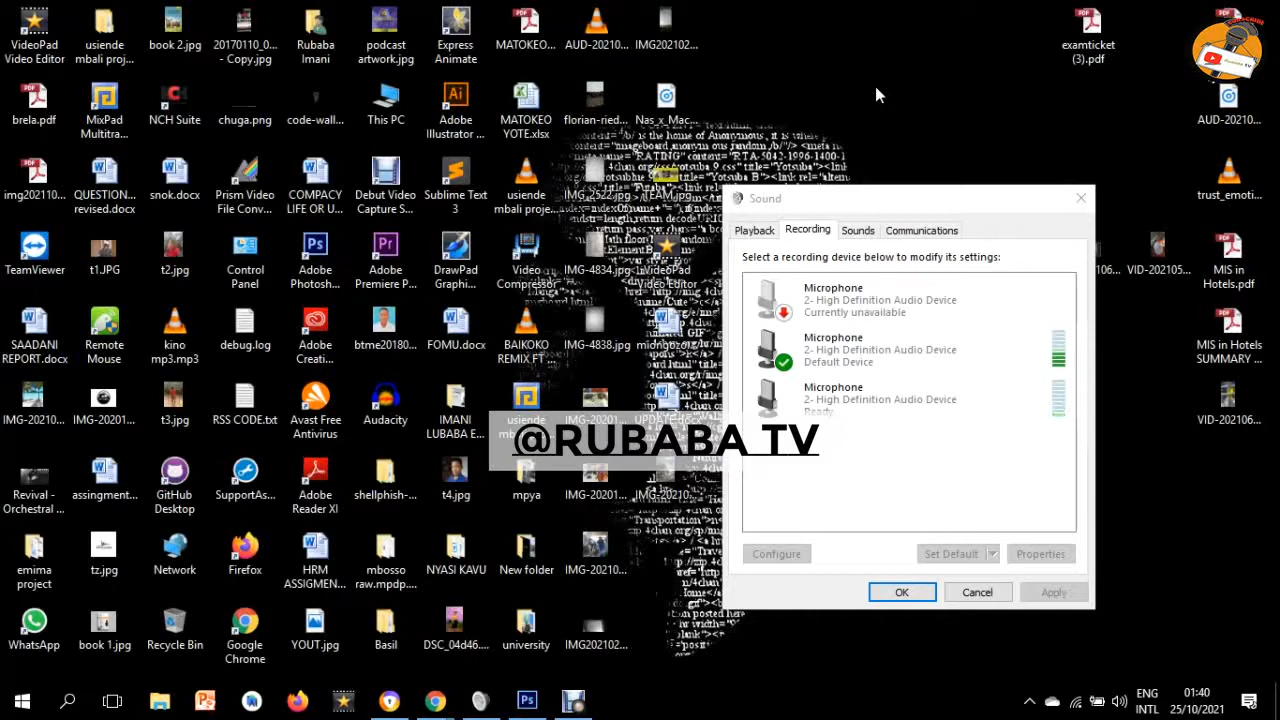 VideoPad
Video Editor
usiende
mbali proj...
book 2.jpg
20170110_0...
- Copy.jpg
Rubaba
Imani
podcast
artwork.jpg
Express
Animate
MATOKEO...
AUD-20210...
IMG202102...
examticket
(3).pdf
brela.pdf
MixPad
Multitra...
NCH Suite
chuga.png
code-wall...
This PC
Adobe
Illustrator ...
MATOKEO
YOTE.xlsx
florian-ried...
Nas_x_Mac...
AUD-20210...
img202110...
QUESTION...
revised.docx
snok.docx
Prism Video
File Conv...
COMPACY
LIFE OR U...
Debut Video
Capture S...
Sublime Text
3
usiende
mbali proje...
IMG-2522.jpg
TEAM.jpg
trust_emoti...
TeamViewer
t1.JPG
t2.jpg
Control
Panel
Adobe
Photosh...
Adobe
Premiere P...
DrawPad
Graphi...
Video
Compressor
IMG-4834.jpg
VideoPad
Video Editor
VID-202105...
MIS in
Hotels.pdf
SAADANI
REPORT.docx
Remote
Mouse
kino
mp3.mp3
debug.log
Adobe
Creati...
btme20180...
FOMU.docx
BAIKOKO
REMIX FT ...
IMG-4838.jpg
MIS in Hotels
SUMMARY ...
IMG-20210...
IMG-20201...
t3.jpg
RSS CODE.txt
Avast Free
Antivirus
Audacity
IMANI
LUBABA E...
usiende
IMG-20201...
UPDATE.docx
VID-202106...
Revival -
Orchestral ...
assingment...
GitHub
Desktop
SupportAs...
Adobe
Reader XI
shellphish-...
t4.jpg
mpya
IMG-20201...
IMG-20210...
mima
project
tz.jpg
Network
Firefox
HRM
ASSIGMEN...
mbosso
raw.mpdp...
NYASI KAVU
New folder
IMG-20210...
WhatsApp
book 1.jpg
Recycle Bin
Google
Chrome
YOUT.jpg
Basil
DSC_04d46...
university
IMG202102...
Sound
Playback
Recording
Sounds
Communications
Select a recording device below to modify its settings:
Microphone
2- High Definition Audio Device
Currently unavailable
Microphone
2- High Definition Audio Device
Default Device
Microphone
2- High Definition Audio Device
Ready
Configure
Set Default
Properties
OK
Cancel
Apply
@RUBABA TV
ENG
INTL
01:40
25/10/2021